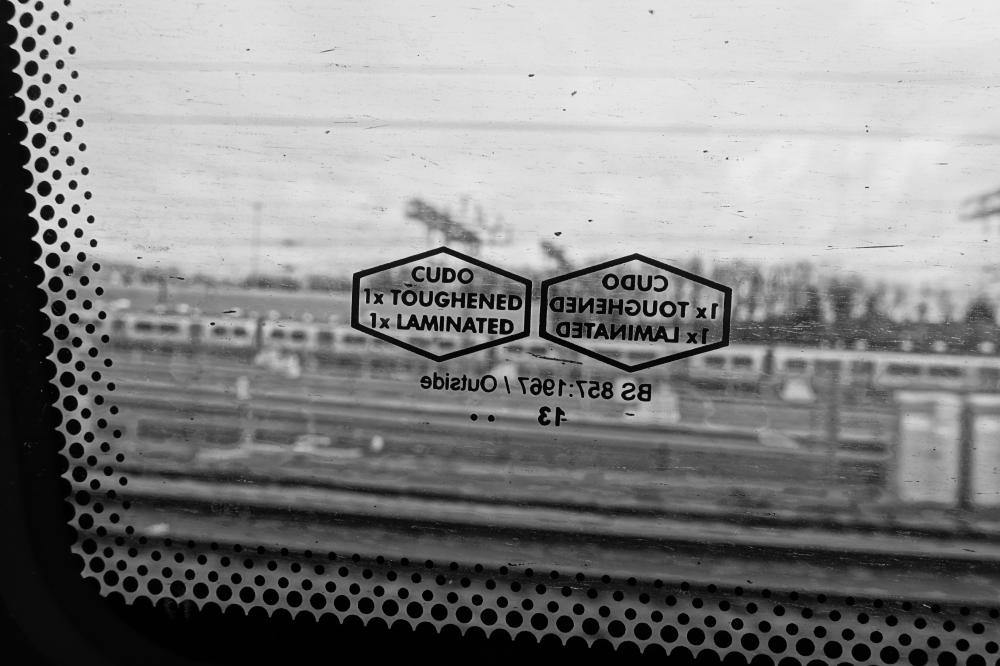 CUDO
1x TOUGHENED
1x LAMINATED
CUDO
1x TOUGHENED
1x LAMINATED
BS 857:1967 / Outside
-13 ..